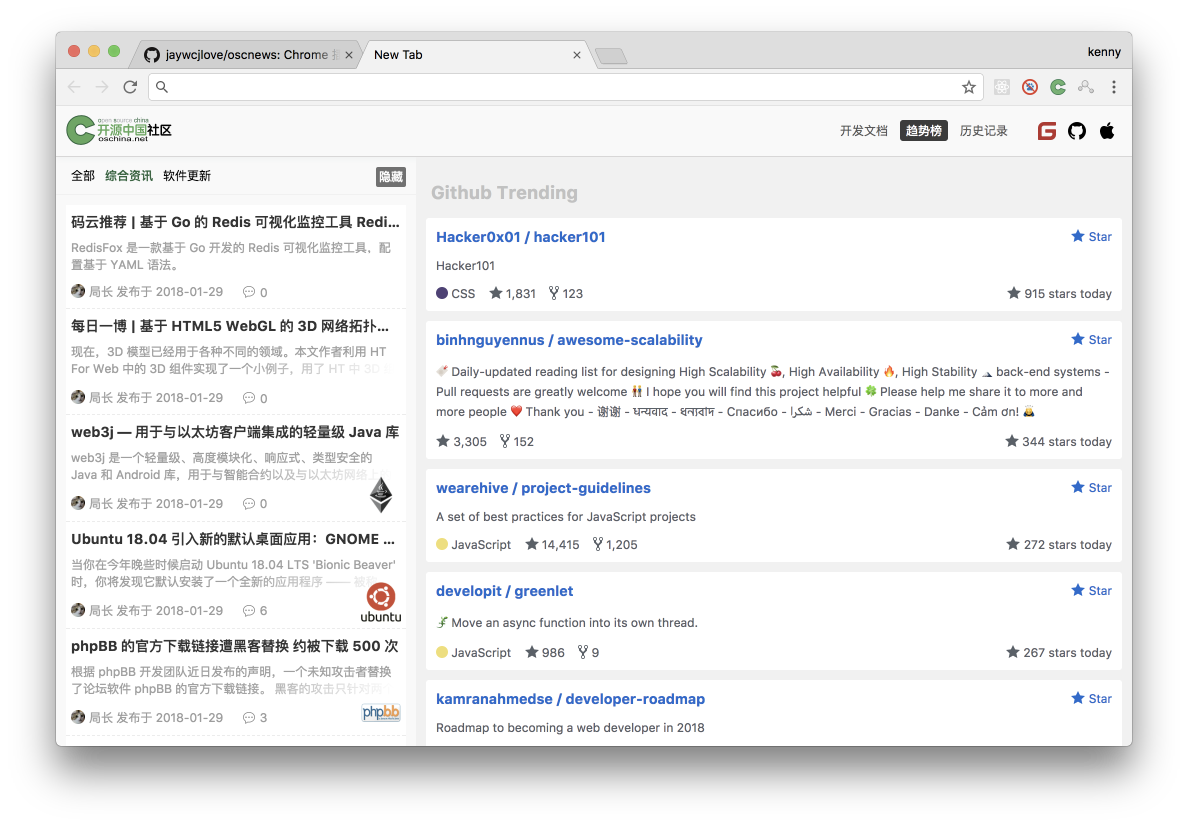 jaywcjlove/oscnews: Chrome
New Tab
kenny
open source china
开源中国社区
oschina.net
开发文档 趋势榜 历史记录
全部 综合资讯 软件更新 隐藏
码云推荐 | 基于 Go 的 Redis 可视化监控工具 Redi...
RedisFox 是一款基于 Go 开发的 Redis 可视化监控工具，配
置基于 YAML 语法。
局长 发布于 2018-01-29 0
每日一博 | 基于 HTML5 WebGL 的 3D 网络拓扑...
现在，3D 模型已经用于各种不同的领域。本文作者利用 HT
For Web 中的 3D 组件实现了一个小例子，用了 HT 中 3D
局长 发布于 2018-01-29 0
web3j — 用于与以太坊客户端集成的轻量级 Java 库
web3j 是一个轻量级、高度模块化、响应式、类型安全的
Java 和 Android 库，用于与智能合约以及与以太坊网络上
局长 发布于 2018-01-29 0
Ubuntu 18.04 引入新的默认桌面应用：GNOME ...
当你在今年晚些时候启动 Ubuntu 18.04 LTS 'Bionic Beaver'
时，你将发现它默认安装了一个全新的应用程序 —— 被
局长 发布于 2018-01-29 6
ubuntu
phpBB 的官方下载链接遭黑客替换 约被下载 500 次
根据 phpBB 开发团队近日发布的声明，一个未知攻击者替换
了论坛软件 phpBB 的官方下载链接。 黑客的攻击只针对两个
局长 发布于 2018-01-29 3
phpBB
Github Trending
Hacker0x01 / hacker101 Star
Hacker101
CSS 1,831 123 915 stars today
binhnguyennus / awesome-scalability Star
🚀 Daily-updated reading list for designing High Scalability 🍒, High Availability 🔥, High Stability 🗻 back-end systems -
Pull requests are greatly welcome 👬 I hope you will find this project helpful 🍀 Please help me share it to more and
more people ❤️ Thank you - 谢谢 - धन्यवाद - ধন্যবাদ - Спасибо - شكرا - Merci - Gracias - Danke - Cảm ơn! 🙇
3,305 152 344 stars today
wearehive / project-guidelines Star
A set of best practices for JavaScript projects
JavaScript 14,415 1,205 272 stars today
developit / greenlet Star
Move an async function into its own thread.
JavaScript 986 9 267 stars today
kamranahmedse / developer-roadmap Star
Roadmap to becoming a web developer in 2018